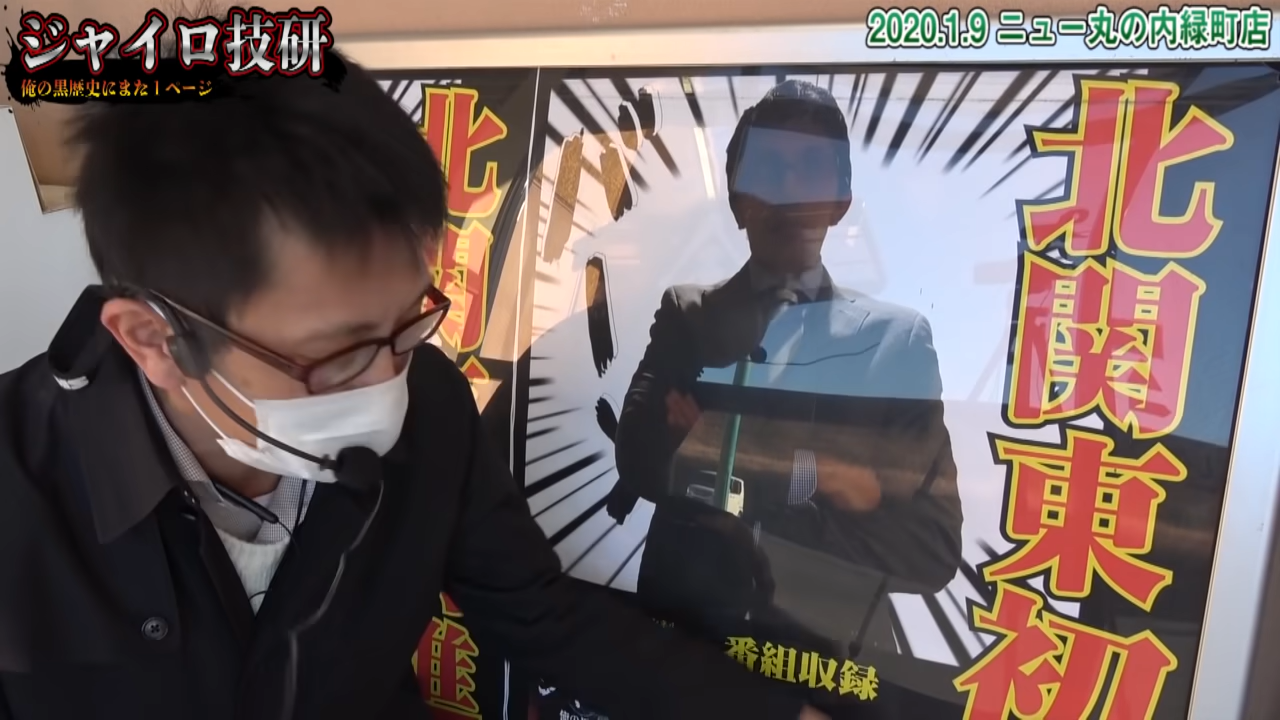 ジャイロ技研
俺の黒歴史にまた1ページ
2020.1.9 ニュー丸の内緑町店
北関東初
番組収録
北関